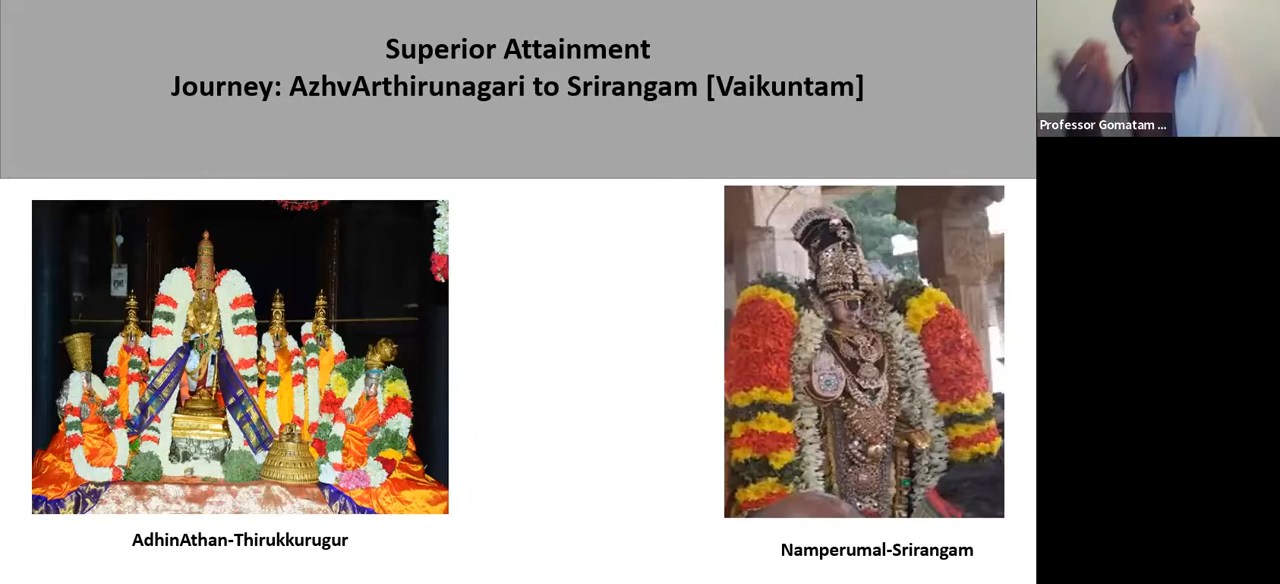 Superior Attainment
Journey: AzhvArthirunagari to Srirangam [Vaikuntam]
Professor Gomatam ...
AdhinAthan-Thirukkurugur
Namperumal-Srirangam